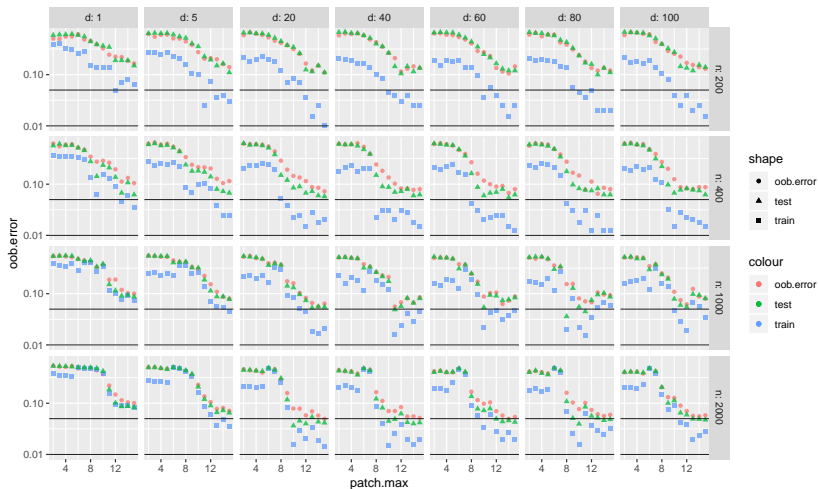 d: 1 d: 5 d: 20 d: 40 d: 60 d: 80 d: 100
0.10
0.01
n: 200
0.10
0.01
n: 400
0.10
0.01
n: 1000
0.10
0.01
n: 2000
4 8 12 4 8 12 4 8 12 4 8 12 4 8 12 4 8 12 4 8 12
patch.max
oob.error
shape
oob.error
test
train
colour
oob.error
test
train